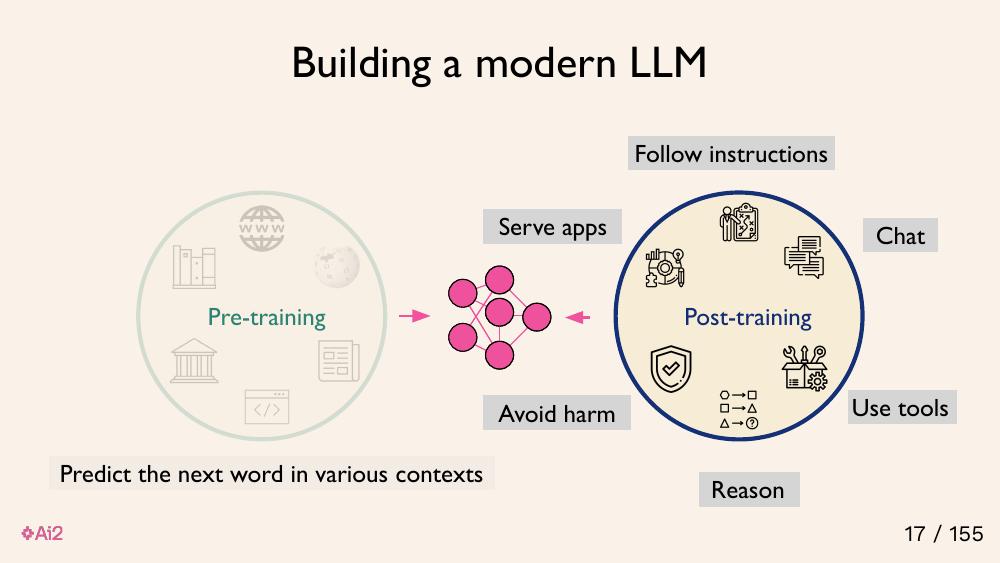 Building a modern LLM
Follow instructions
Serve apps
Chat
WWW
Pre-training
Post-training
</>
Avoid harm
Use tools
?
Predict the next word in various contexts
Reason
Ai2
17 / 155